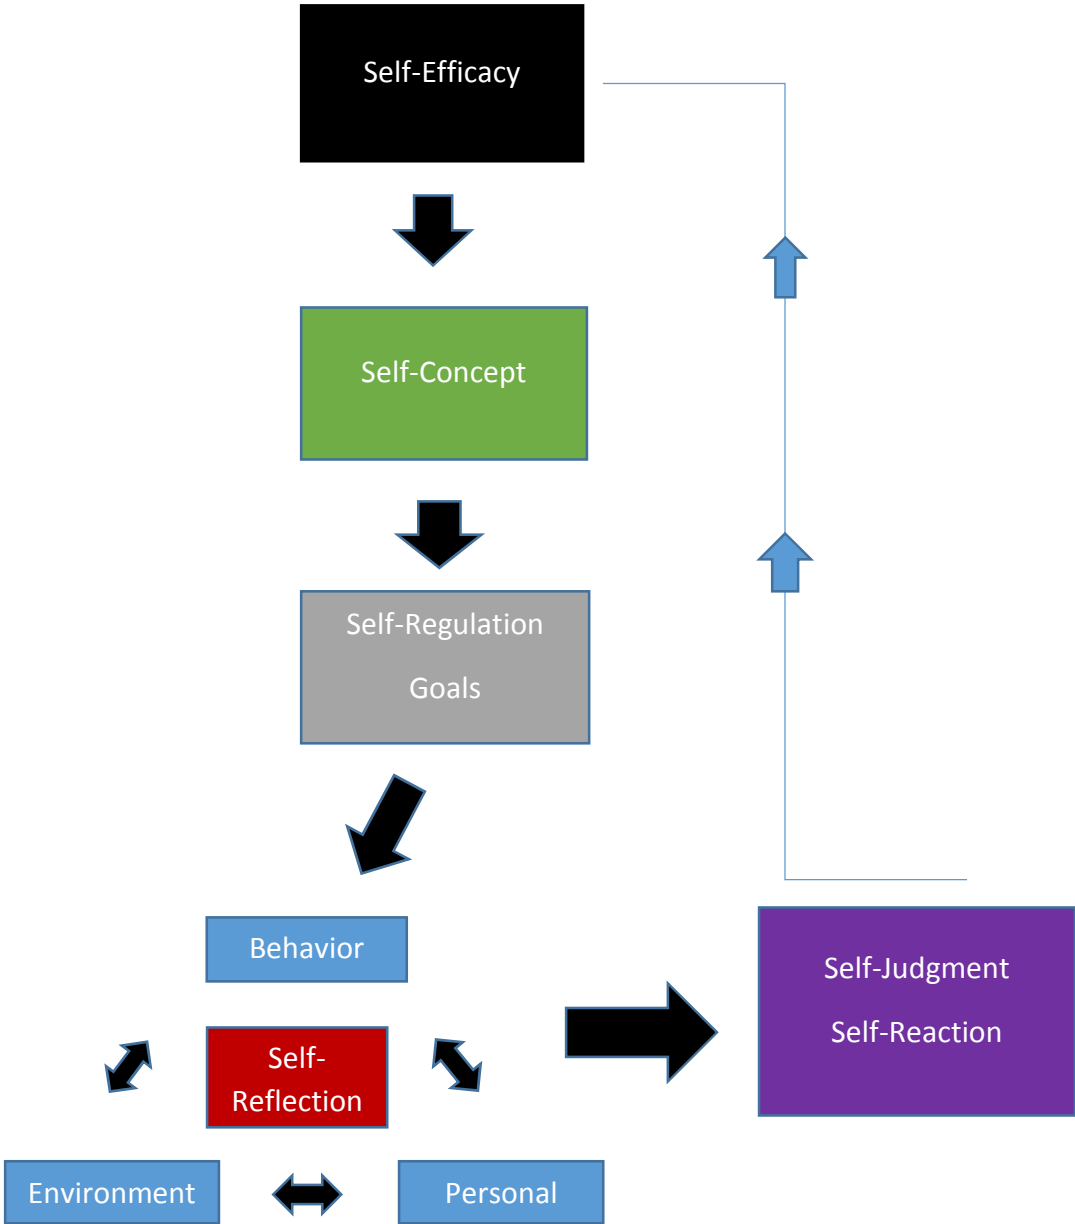 Self-Efficacy
Self-Concept
Self-Regulation
Goals
Behavior
Self-Judgment
Self-Reaction
Self-
Reflection
Environment
Personal